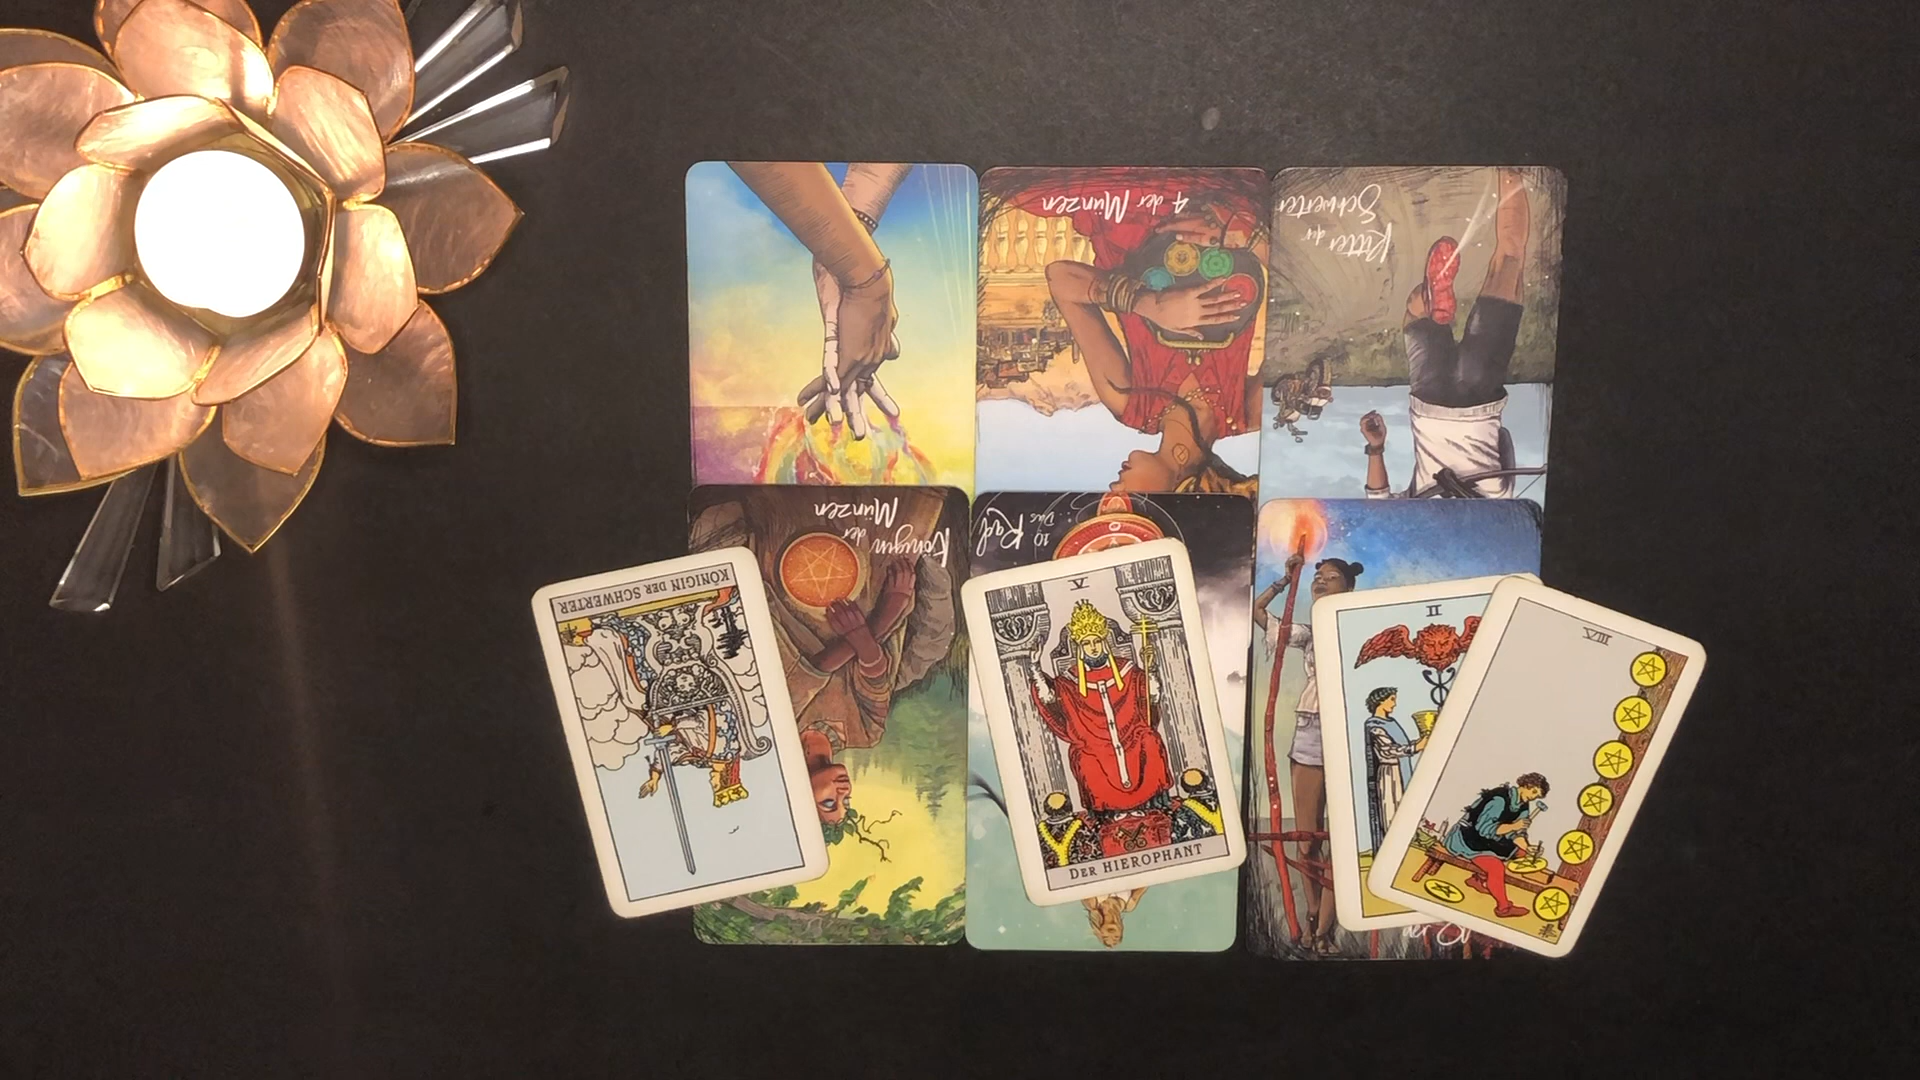 4 der Münzen
Ritter der
Schwerter
Königin der
Münzen
10
Das Rad
KÖNIGIN DER SCHWERTER
V
DER HIEROPHANT
II
VIII
der